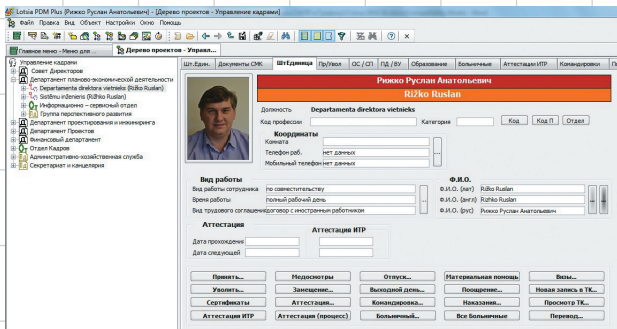 Lotsia PDM Plus (Рижко Руслан Анатольевич) - [Дерево проектов - Управление кадрами]
Файл Правка Вид Объект Настройки Окно Помощь
Главное меню - Меню для ... Дерево проектов - Управл...
Управление кадрами
Совет Директоров
Департамент планово-экономической деятельности
Departamenta direktora vietnieks (Rižko Ruslan)
Sistēmu inženieris (Rižko Ruslan)
Информационно - сервисный отдел
Группа перспективного развития
Департамент проектирования и инжиниринга
Департамент Проектов
Финансовый департамент
Отдел Кадров
Административно-хозяйственная служба
Секретариат и канцелярия
Шт.Един. Документы СМК ШтЕдиница Пр/Увол ОС / СП ПД / ВУ Образование Больничные Аттестации ИТР Командировки
Рижко Руслан Анатольевич
Rižko Ruslan
Должность Departamenta direktora vietnieks
Код профессии Категория Код Код П Отдел
Координаты
Комната
Телефон раб. нет данных
Мобильный телефон нет данных
Вид работы Ф.И.О.
Вид работы сотрудника по совместительству Ф.И.О. (лат) Rižko Ruslan
Время работы полный рабочий день Ф.И.О. (англ) Rizhko Ruslan
Вид трудового соглашения договор с иностранным работником Ф.И.О. (рус) Рижко Руслан Анатольевич
Аттестация Аттестация ИТР
Дата прохождения
Дата следующей
Принять... Медосмотры Отпуск... Материальная помощь Визы...
Уволить... Замещение... Выходной день... Поощрение... Новая запись в ТК...
Сертификаты Аттестация... Командировка... Наказания... Просмотр ТК...
Аттестация ИТР Аттестация (процесс) Больничный... Все Больничные Перевод...